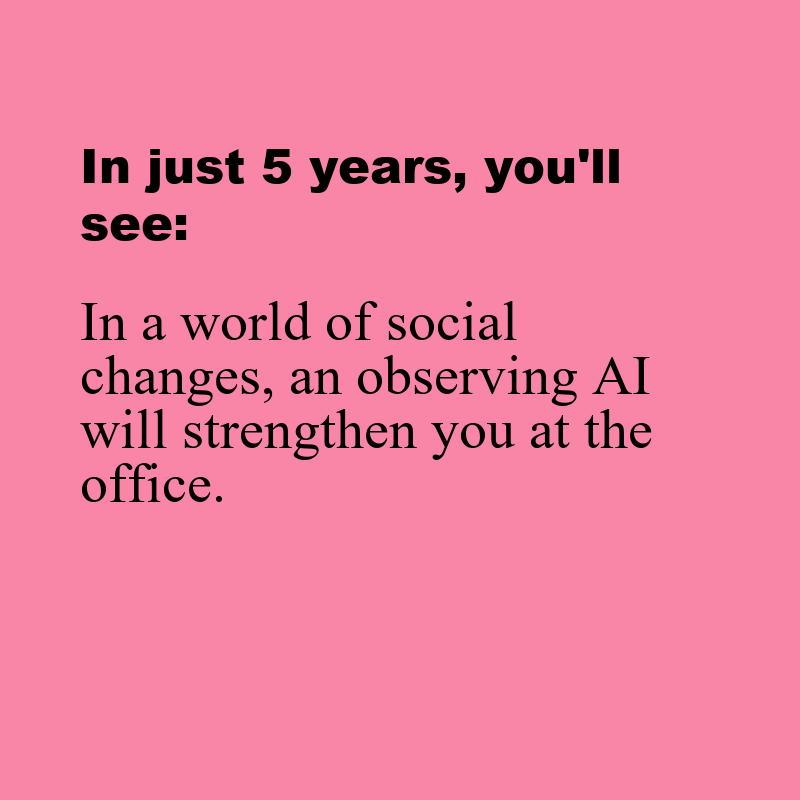 In just 5 years, you'll
see:
In a world of social
changes, an observing AI
will strengthen you at the
office.